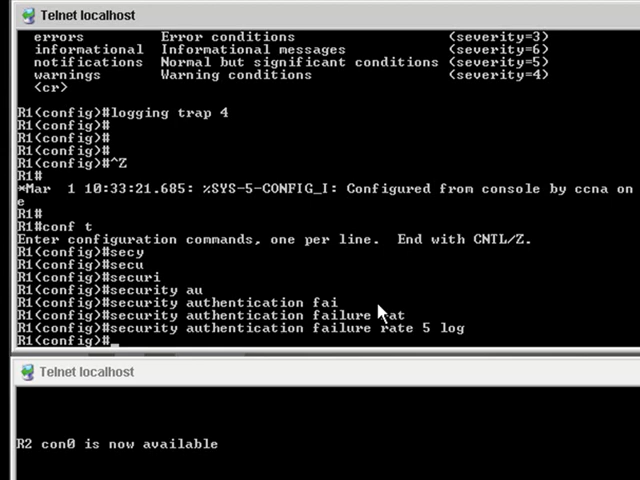 Telnet localhost
errors Error conditions (severity=3)
informational Informational messages (severity=6)
notifications Normal but significant conditions (severity=5)
warnings Warning conditions (severity=4)
<cr>
R1(config)#logging trap 4
R1(config)#
R1(config)#
R1(config)#
R1(config)#^Z
R1#
*Mar 1 10:33:21.685: %SYS-5-CONFIG_I: Configured from console by ccna on
e
R1#
R1#conf t
Enter configuration commands, one per line. End with CNTL/Z.
R1(config)#secy
R1(config)#secu
R1(config)#securi
R1(config)#security au
R1(config)#security authentication fai
R1(config)#security authentication failure rat
R1(config)#security authentication failure rate 5 log
R1(config)#_
Telnet localhost
R2 con0 is now available